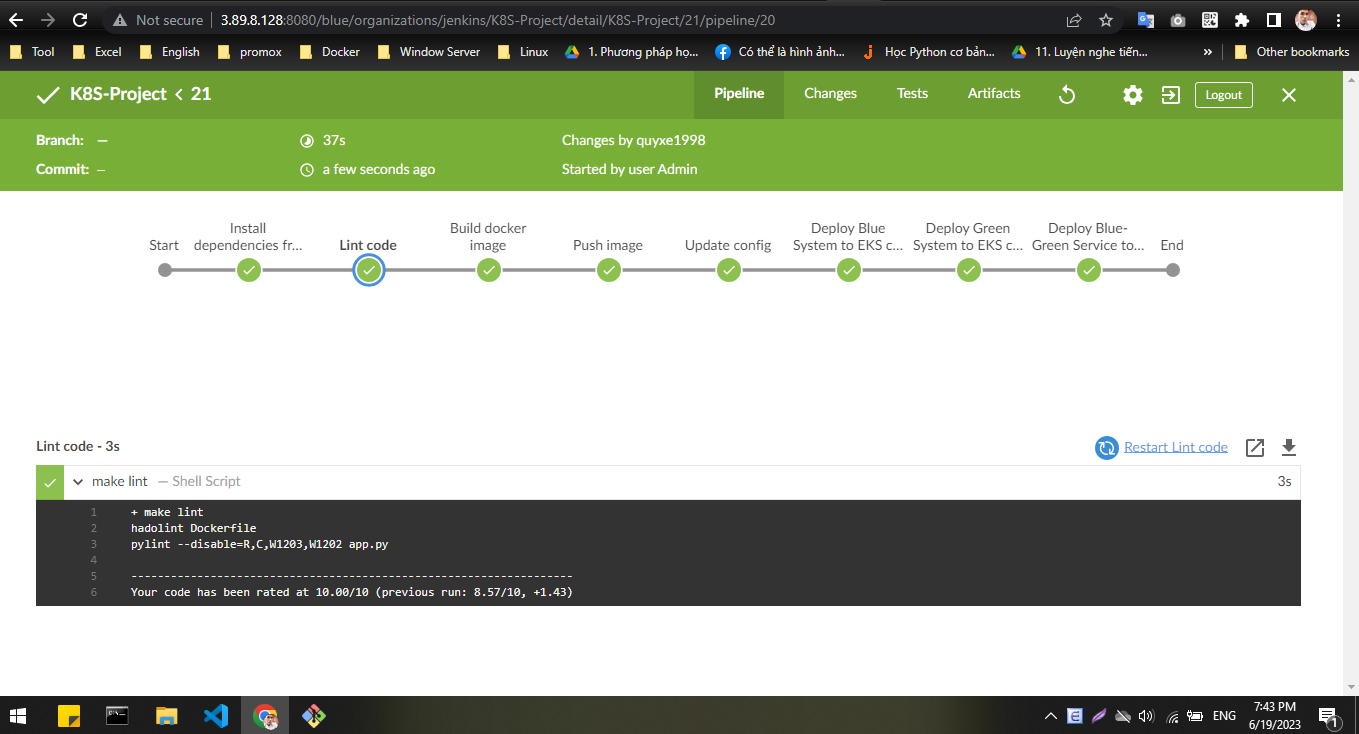 Not secure | 3.89.8.128:8080/blue/organizations/jenkins/K8S-Project/detail/K8S-Project/21/pipeline/20
Tool Excel English promox Docker Window Server Linux 1. Phương pháp họ... Có thể là hình ảnh... Học Python cơ bản... 11. Luyện nghe tiến... » Other bookmarks
K8S-Project < 21 Pipeline Changes Tests Artifacts Logout
Branch: — 37s Changes by quyxe1998
Commit: – a few seconds ago Started by user Admin
Start
Install
dependencies fr...
Lint code
Build docker
image
Push image
Update config
Deploy Blue
System to EKS c...
Deploy Green
System to EKS c...
Deploy Blue-
Green Service to...
End
Lint code - 3s Restart Lint code
make lint — Shell Script 3s
1 + make lint
2 hadolint Dockerfile
3 pylint --disable=R,C,W1203,W1202 app.py
4
5 --------------------------------------------------------------------
6 Your code has been rated at 10.00/10 (previous run: 8.57/10, +1.43)
ENG
7:43 PM
6/19/2023
1